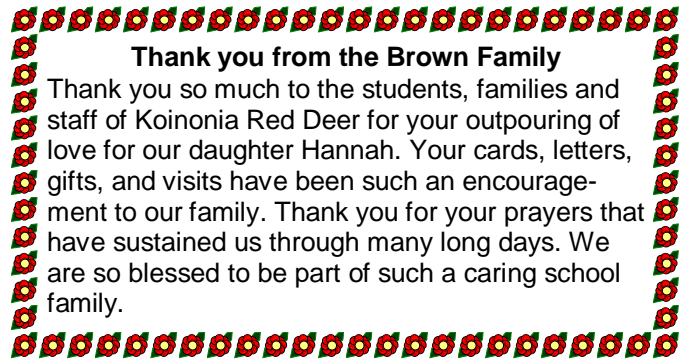 Thank you from the Brown Family
Thank you so much to the students, families and
staff of Koinonia Red Deer for your outpouring of
love for our daughter Hannah. Your cards, letters,
gifts, and visits have been such an encourage-
ment to our family. Thank you for your prayers that
have sustained us through many long days. We
are so blessed to be part of such a caring school
family.